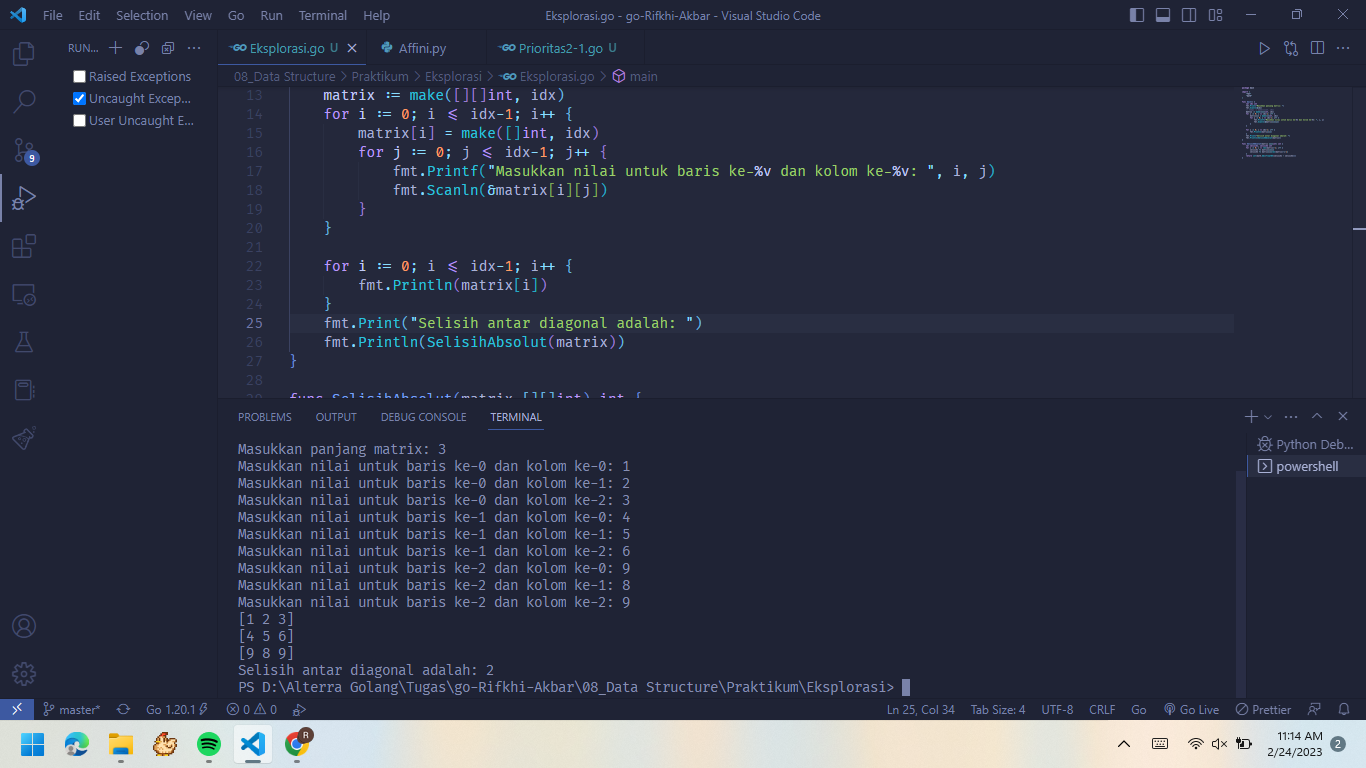 File Edit Selection View Go Run Terminal Help Eksplorasi.go - go-Rifkhi-Akbar - Visual Studio Code
RUN... Eksplorasi.go U Affini.py Prioritas2-1.go U
Raised Exceptions
Uncaught Excep...
User Uncaught E...
9
08_Data Structure > Praktikum > Eksplorasi > Eksplorasi.go > main
13 matrix := make([][]int, idx)
14 for i := 0; i <= idx-1; i++ {
15 matrix[i] = make([]int, idx)
16 for j := 0; j <= idx-1; j++ {
17 fmt.Printf("Masukkan nilai untuk baris ke-%v dan kolom ke-%v: ", i, j)
18 fmt.Scanln(&matrix[i][j])
19 }
20 }
21
22 for i := 0; i <= idx-1; i++ {
23 fmt.Println(matrix[i])
24 }
25 fmt.Print("Selisih antar diagonal adalah: ")
26 fmt.Println(SelisihAbsolut(matrix))
27 }
28
29 func SelisihAbsolut(matrix [][]int) int {
PROBLEMS OUTPUT DEBUG CONSOLE TERMINAL
Python Deb...
powershell
Masukkan panjang matrix: 3
Masukkan nilai untuk baris ke-0 dan kolom ke-0: 1
Masukkan nilai untuk baris ke-0 dan kolom ke-1: 2
Masukkan nilai untuk baris ke-0 dan kolom ke-2: 3
Masukkan nilai untuk baris ke-1 dan kolom ke-0: 4
Masukkan nilai untuk baris ke-1 dan kolom ke-1: 5
Masukkan nilai untuk baris ke-1 dan kolom ke-2: 6
Masukkan nilai untuk baris ke-2 dan kolom ke-0: 9
Masukkan nilai untuk baris ke-2 dan kolom ke-1: 8
Masukkan nilai untuk baris ke-2 dan kolom ke-2: 9
[1 2 3]
[4 5 6]
[9 8 9]
Selisih antar diagonal adalah: 2
PS D:\Alterra Golang\Tugas\go-Rifkhi-Akbar\08_Data Structure\Praktikum\Eksplorasi>
master* Go 1.20.1 0 0 Ln 25, Col 34 Tab Size: 4 UTF-8 CRLF Go Go Live Prettier
R
11:14 AM
2/24/2023 2